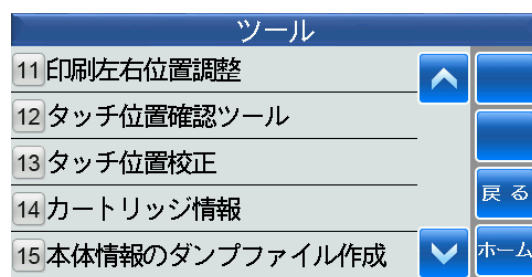 ツール
11 印刷左右位置調整
12 タッチ位置確認ツール
13 タッチ位置校正
14 カートリッジ情報
15 本体情報のダンプファイル作成
戻る
ホーム